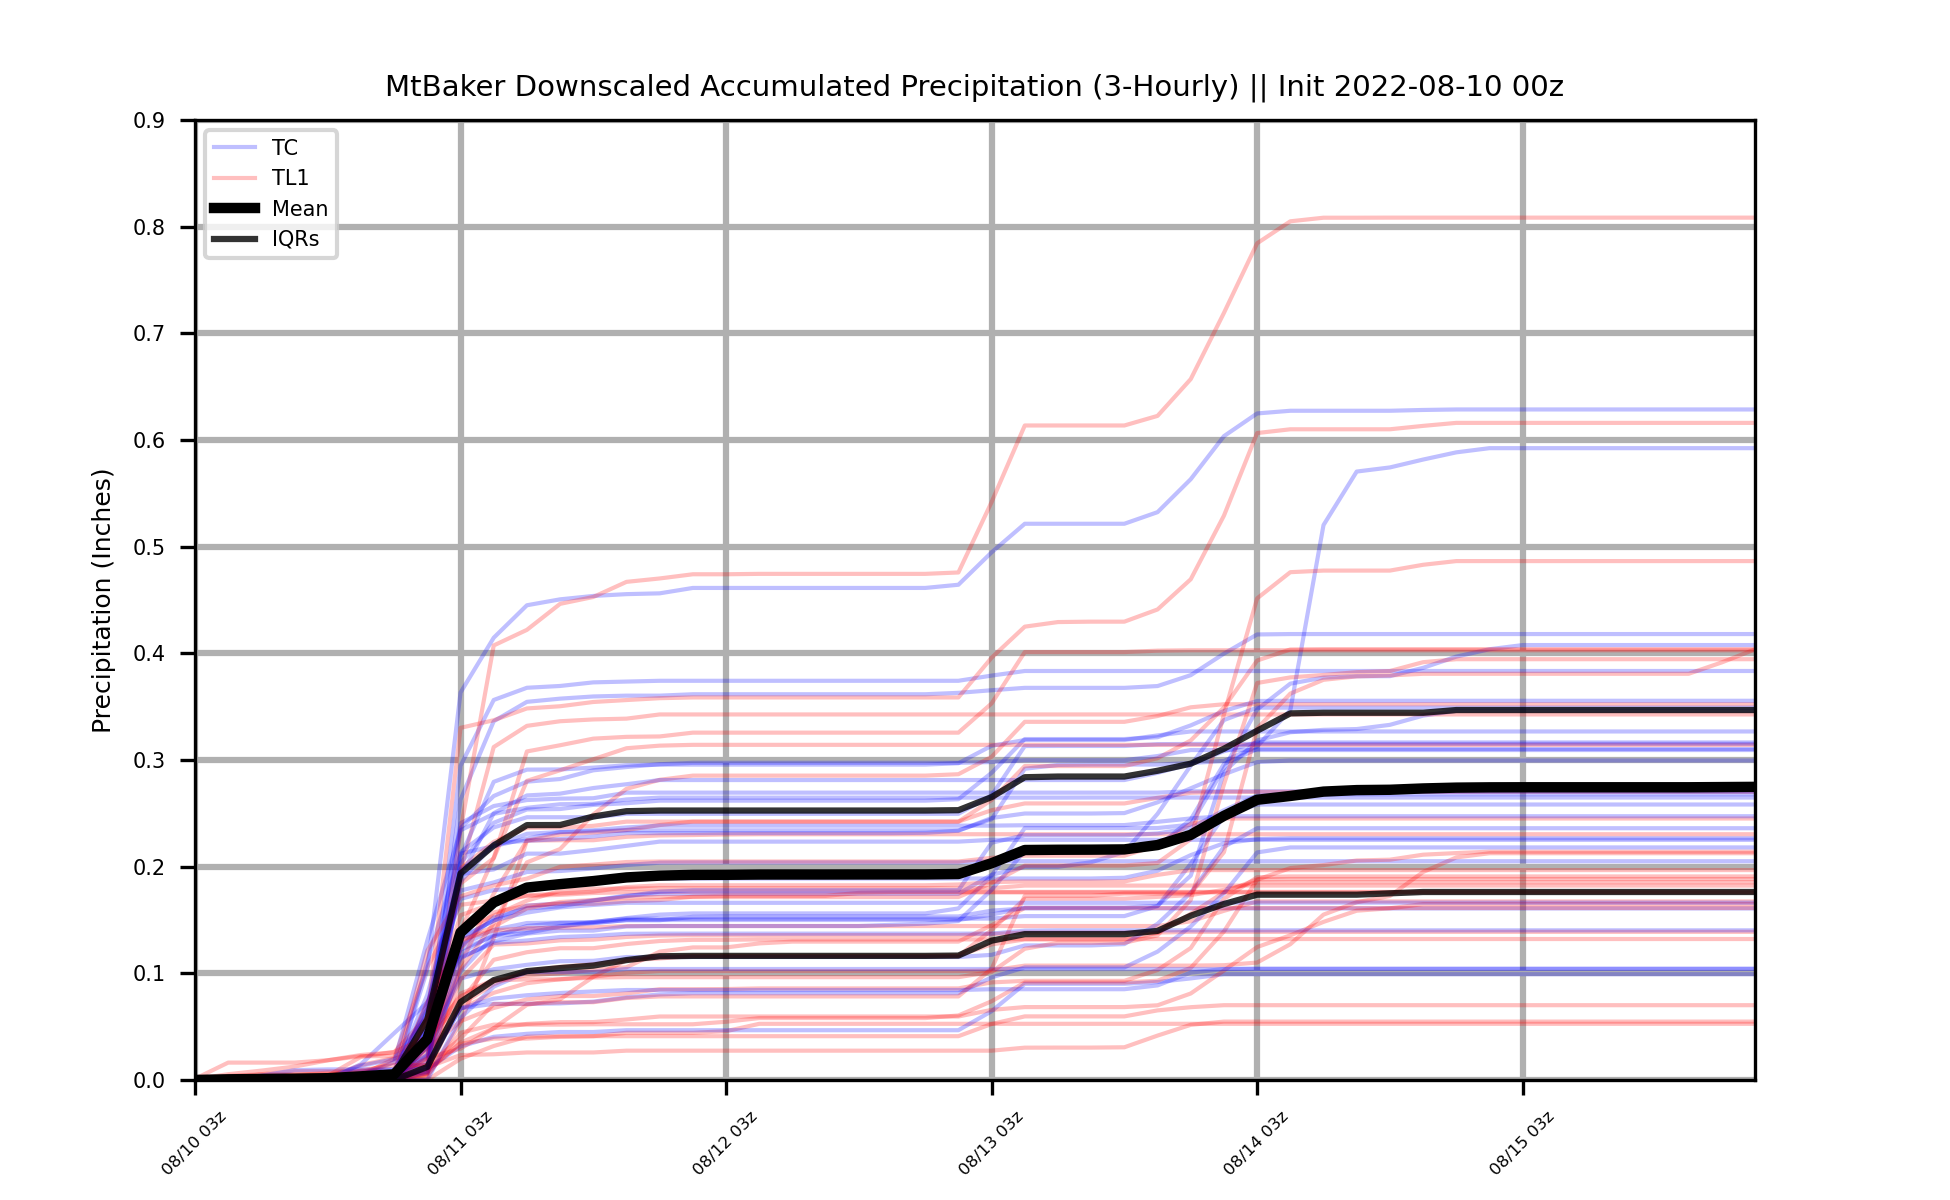 MtBaker Downscaled Accumulated Precipitation (3-Hourly) || Init 2022-08-10 00z
TC
TL1
Mean
IQRs
Precipitation (Inches)
0.9
0.8
0.7
0.6
0.5
0.4
0.3
0.2
0.1
0.0
08/10 03z
08/11 03z
08/12 03z
08/13 03z
08/14 03z
08/15 03z